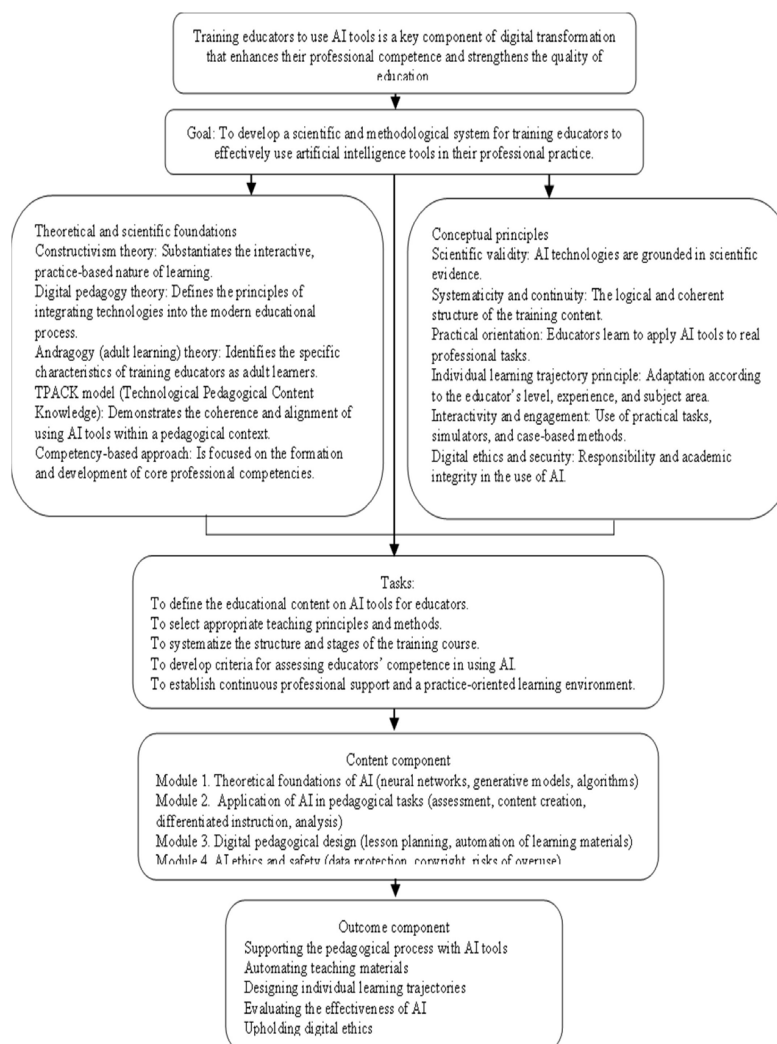 Training educators to use AI tools is a key component of digital transformation
that enhances their professional competence and strengthens the quality of
education
Goal: To develop a scientific and methodological system for training educators to
effectively use artificial intelligence tools in their professional practice.
Theoretical and scientific foundations
Constructivism theory: Substantiates the interactive,
practice-based nature of learning.
Digital pedagogy theory: Defines the principles of
integrating technologies into the modern educational
process.
Andragogy (adult learning) theory: Identifies the specific
characteristics of training educators as adult learners.
TPACK model (Technological Pedagogical Content
Knowledge): Demonstrates the coherence and alignment of
using AI tools within a pedagogical context.
Competency-based approach: Is focused on the formation
and development of core professional competencies.
Conceptual principles
Scientific validity: AI technologies are grounded in scientific
evidence.
Systematicity and continuity: The logical and coherent
structure of the training content.
Practical orientation: Educators learn to apply AI tools to real
professional tasks.
Individual learning trajectory principle: Adaptation according
to the educator's level, experience, and subject area.
Interactivity and engagement: Use of practical tasks,
simulators, and case-based methods.
Digital ethics and security: Responsibility and academic
integrity in the use of AI.
Tasks:
To define the educational content on AI tools for educators.
To select appropriate teaching principles and methods.
To systematize the structure and stages of the training course.
To develop criteria for assessing educators' competence in using AI.
To establish continuous professional support and a practice-oriented learning environment.
Content component
Module 1. Theoretical foundations of AI (neural networks, generative models, algorithms)
Module 2. Application of AI in pedagogical tasks (assessment, content creation,
differentiated instruction, analysis)
Module 3. Digital pedagogical design (lesson planning, automation of learning materials)
Module 4. AI ethics and safety (data protection, copyright, risks of overuse)
Outcome component
Supporting the pedagogical process with AI tools
Automating teaching materials
Designing individual learning trajectories
Evaluating the effectiveness of AI
Upholding digital ethics